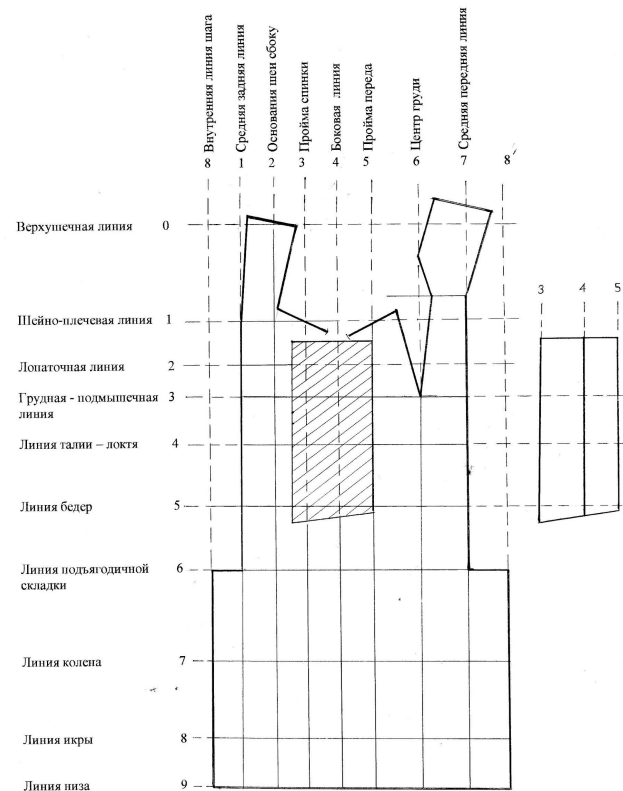 Внутренняя линия шага
Средняя задняя линия
Основания шеи сбоку
Пройма спинки
Боковая линия
Пройма переда
Центр груди
Средняя передняя линия
8 1 2 3 4 5 6 7 8
Верхушечная линия 0
Шейно-плечевая линия 1
Лопаточная линия 2
Грудная - подмышечная 3
линия
Линия талии – локтя 4
Линия бедер 5
Линия подъягодичной 6
складки
Линия колена 7
Линия икры 8
Линия низа 9
3 4 5